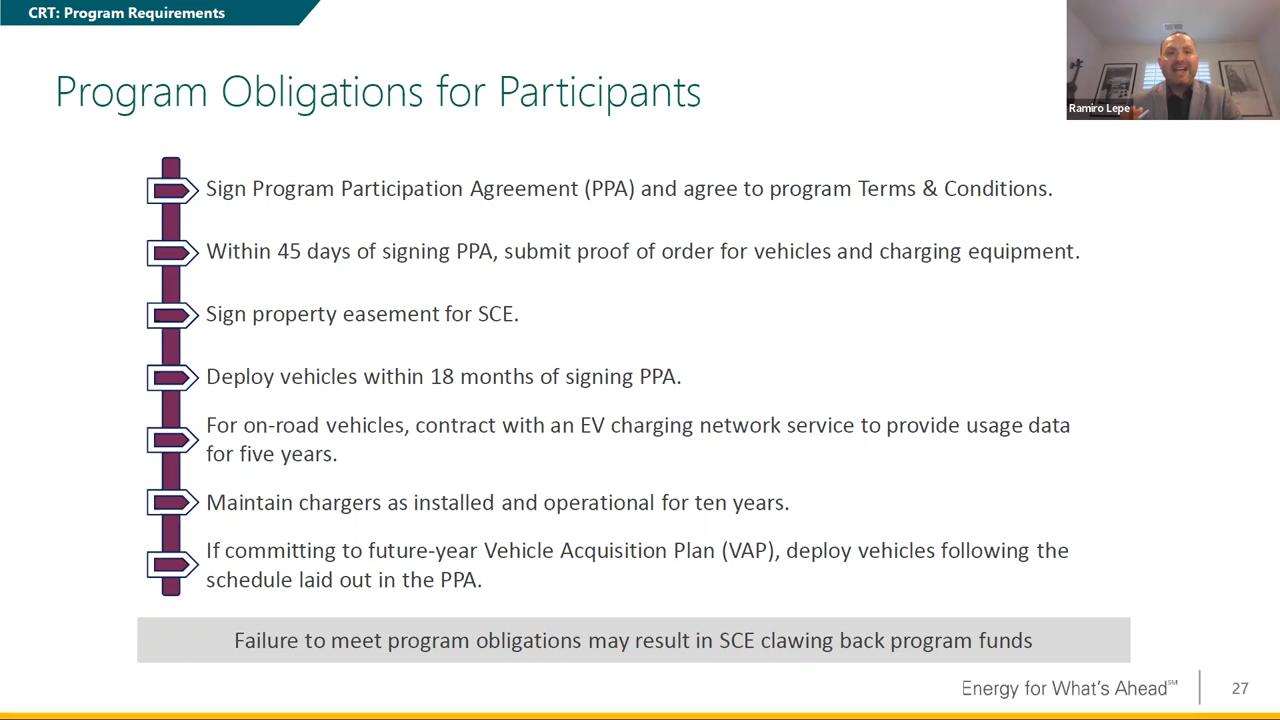 CRT: Program Requirements
Program Obligations for Participants
Ramiro Lepe
Sign Program Participation Agreement (PPA) and agree to program Terms & Conditions.
Within 45 days of signing PPA, submit proof of order for vehicles and charging equipment.
Sign property easement for SCE.
Deploy vehicles within 18 months of signing PPA.
For on-road vehicles, contract with an EV charging network service to provide usage data
for five years.
Maintain chargers as installed and operational for ten years.
If committing to future-year Vehicle Acquisition Plan (VAP), deploy vehicles following the
schedule laid out in the PPA.
Failure to meet program obligations may result in SCE clawing back program funds
Energy for What's Ahead℠
27